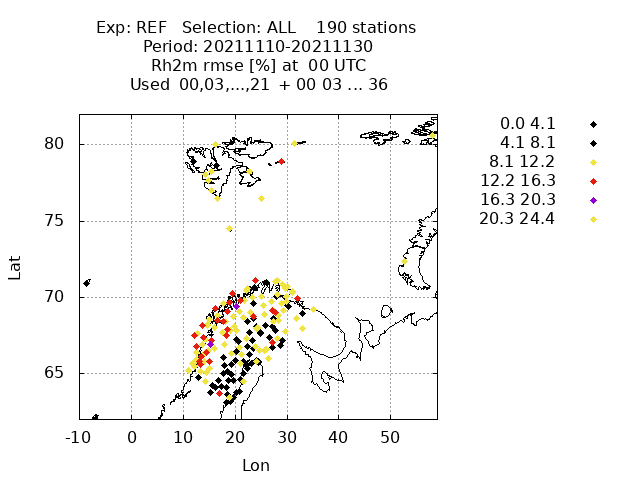 Exp: REF   Selection: ALL    190 stations
Period: 20211110-20211130
Rh2m rmse [%] at  00 UTC
Used  00,03,...,21  + 00 03 ... 36
0.0 4.1
4.1 8.1
8.1 12.2
12.2 16.3
16.3 20.3
20.3 24.4
80
75
70
65
Lat
-10 0 10 20 30 40 50
Lon